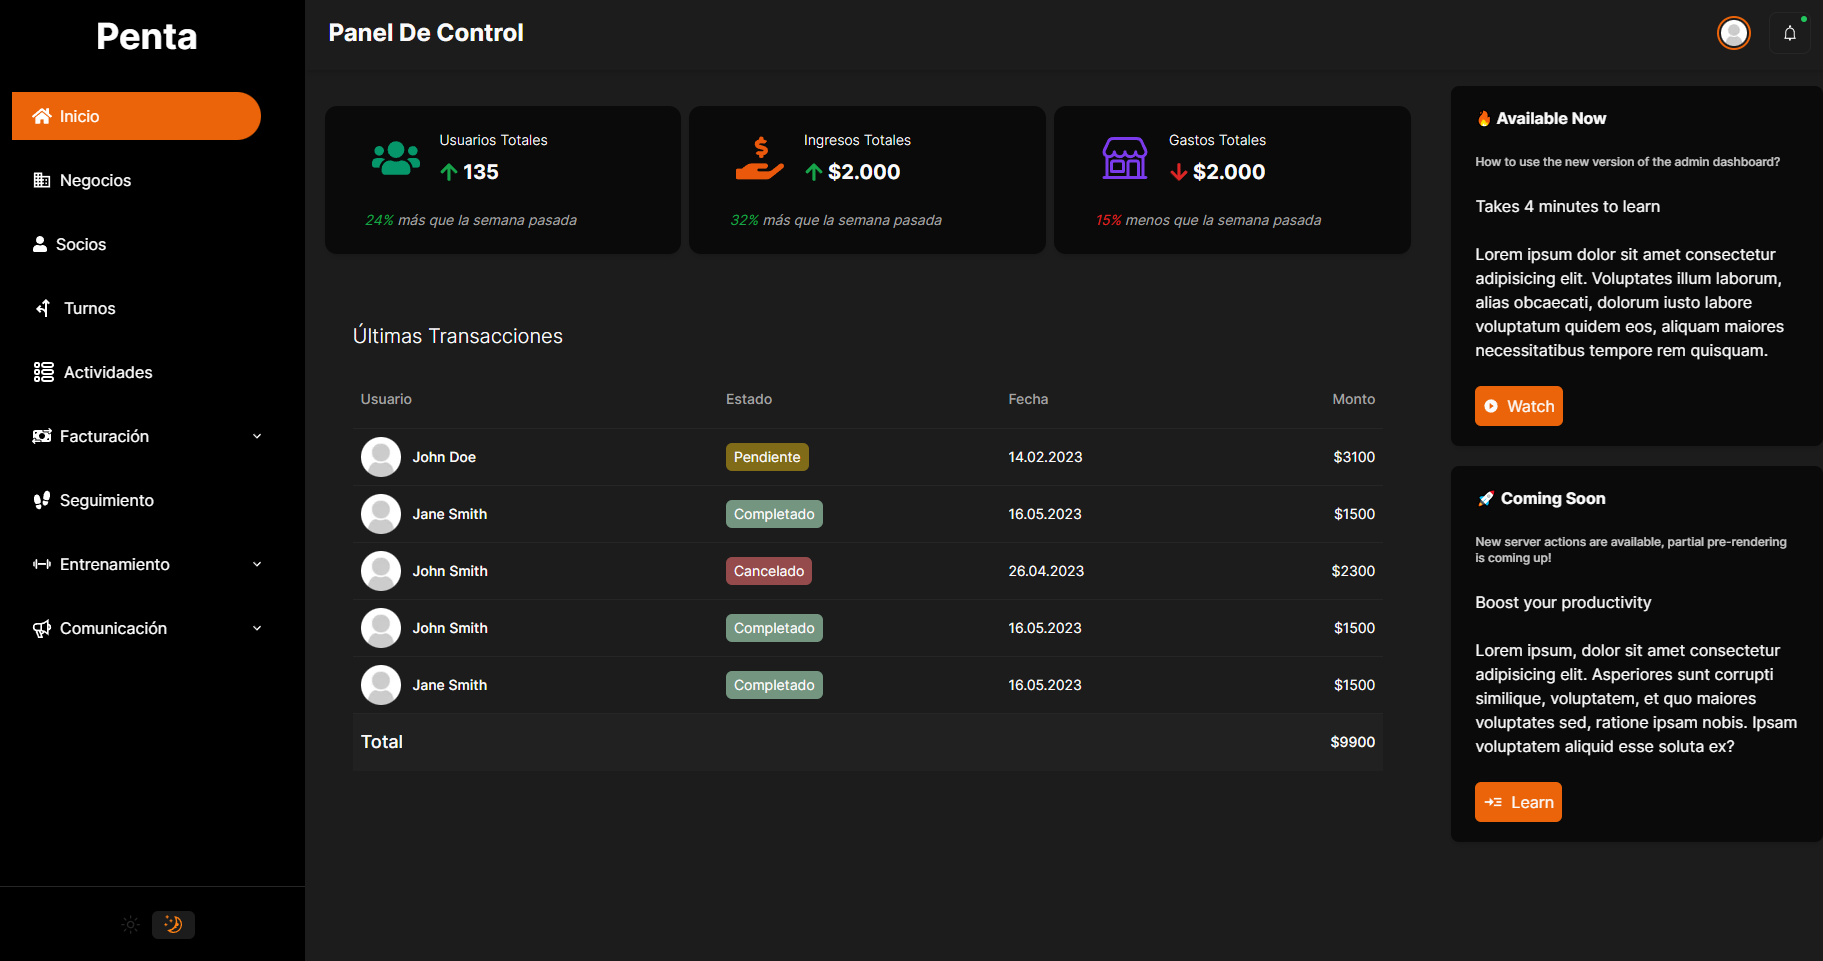 Penta
Inicio
Negocios
Socios
Turnos
Actividades
Facturación
Seguimiento
Entrenamiento
Comunicación
Panel De Control
Usuarios Totales
135
24% más que la semana pasada
Ingresos Totales
$2.000
32% más que la semana pasada
Gastos Totales
$2.000
15% menos que la semana pasada
Últimas Transacciones
Usuario Estado Fecha Monto
John Doe Pendiente 14.02.2023 $3100
Jane Smith Completado 16.05.2023 $1500
John Smith Cancelado 26.04.2023 $2300
John Smith Completado 16.05.2023 $1500
Jane Smith Completado 16.05.2023 $1500
Total $9900
🔥 Available Now
How to use the new version of the admin dashboard?
Takes 4 minutes to learn
Lorem ipsum dolor sit amet consectetur
adipisicing elit. Voluptates illum laborum,
alias obcaecati, dolorum iusto labore
voluptatum quidem eos, aliquam maiores
necessitatibus tempore rem quisquam.
Watch
🚀 Coming Soon
New server actions are available, partial pre-rendering
is coming up!
Boost your productivity
Lorem ipsum, dolor sit amet consectetur
adipisicing elit. Asperiores sunt corrupti
similique, voluptatem, et quo maiores
voluptates sed, ratione ipsam nobis. Ipsam
voluptatem aliquid esse soluta ex?
Learn